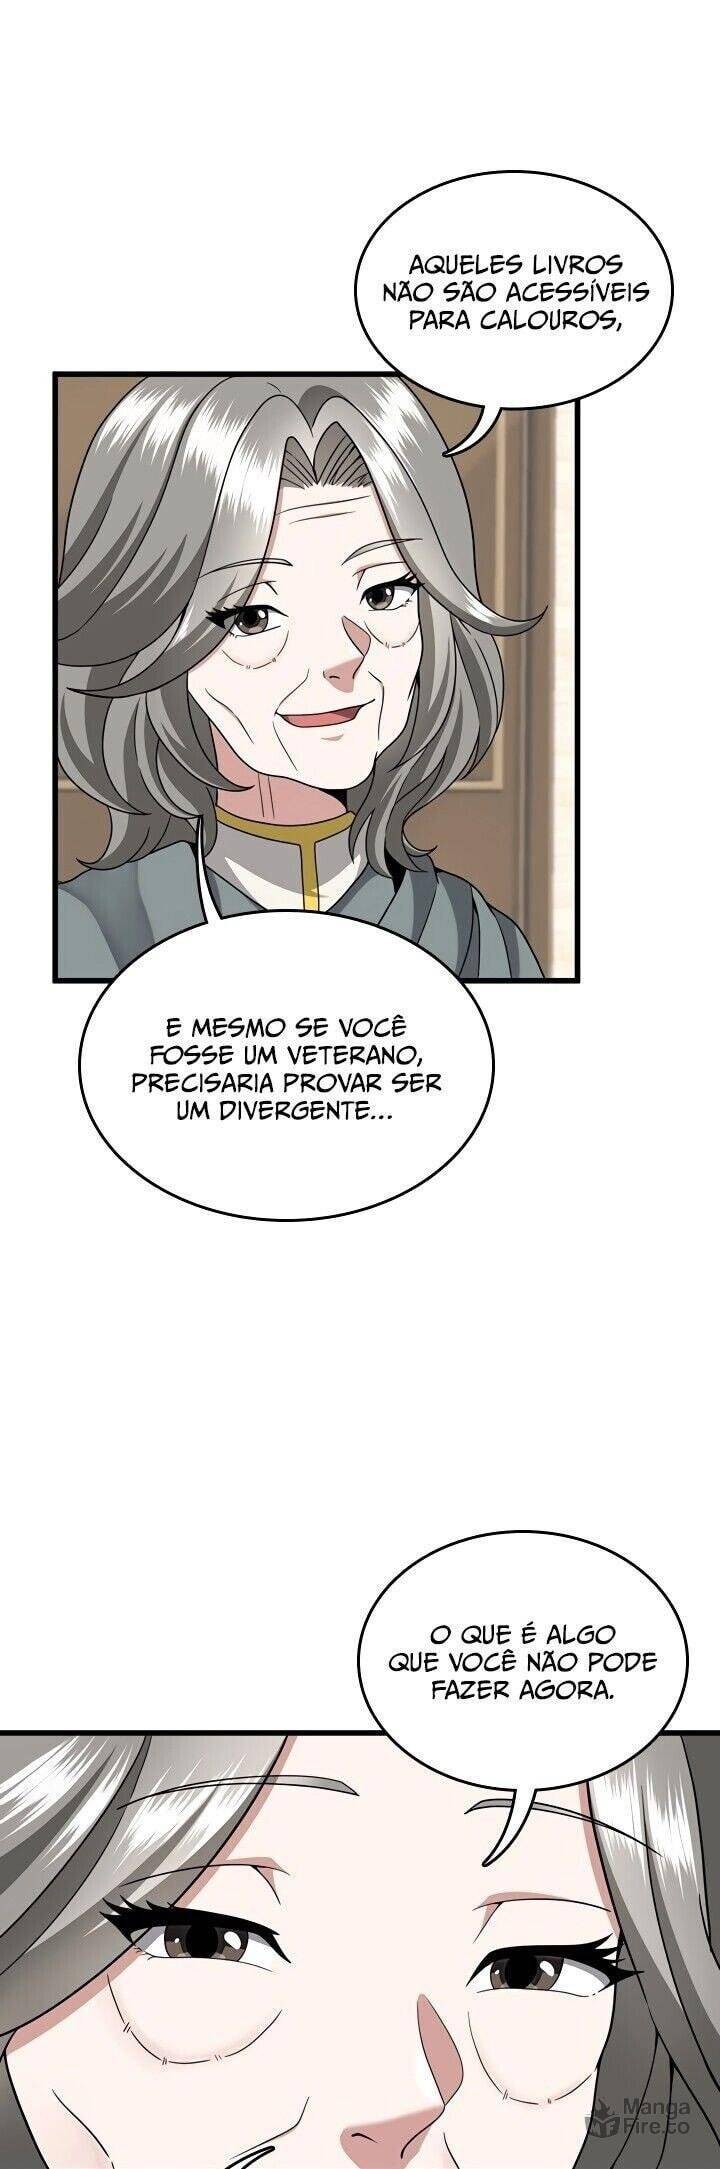 AQUELES LIVROS
NÃO SÃO ACESSÍVEIS
PARA CALOUROS,
E MESMO SE VOCÊ
FOSSE UM VETERANO,
PRECISARIA PROVAR SER
UM DIVERGENTE...
O QUE É ALGO
QUE VOCÊ NÃO PODE
FAZER AGORA.
Manga
Fire.co